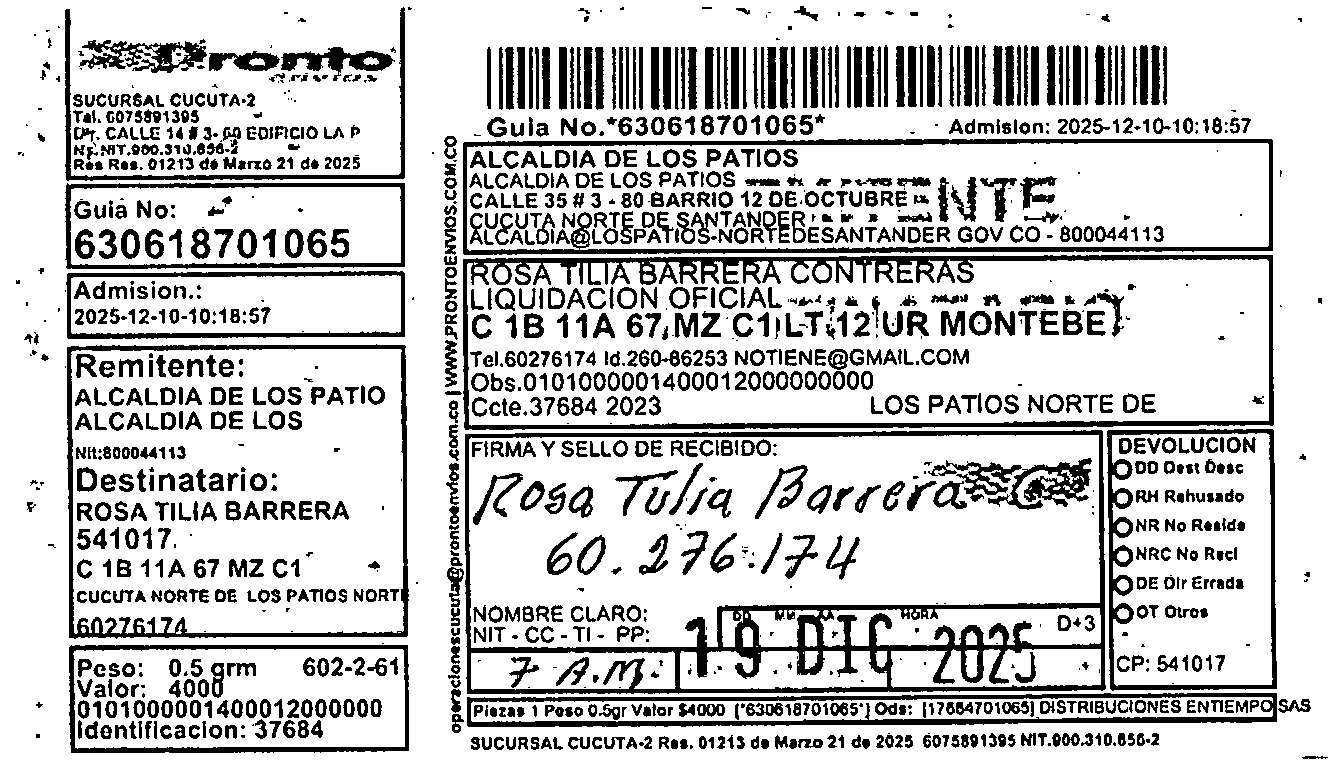 Pronto
envios
SUCURSAL CUCUTA-2
Tel. 6075891395
Dir. CALLE 14 # 3- 60 EDIFICIO LA P
NIT.900.310.856-2
Res Res. 01213 de Marzo 21 de 2025
Guia No:
630618701065
Admision.:
2025-12-10-10:18:57
Remitente:
ALCALDIA DE LOS PATIO
ALCALDIA DE LOS
Nit:800044113
Destinatario:
ROSA TILIA BARRERA
541017.
C 1B 11A 67 MZ C1
CUCUTA NORTE DE LOS PATIOS NORT
60276174
Peso: 0.5 grm 602-2-61
Valor: 4000
0101000001400012000000
Identificacion: 37684
operacionescucuta@prontoenvios.com.co | WWW.PRONTOENVIOS.COM.CO
Guia No.*630618701065* Admision: 2025-12-10-10:18:57
ALCALDIA DE LOS PATIOS
ALCALDIA DE LOS PATIOS
CALLE 35 # 3 - 80 BARRIO 12 DE OCTUBRE
CUCUTA NORTE DE SANTANDER
ALCALDIA@LOSPATIOS-NORTEDESANTANDER GOV CO - 800044113
ROSA TILIA BARRERA CONTRERAS
LIQUIDACION OFICIAL
C 1B 11A 67 MZ C1 LT 12 UR MONTEBE
Tel.60276174 Id.260-86253 NOTIENE@GMAIL.COM
Obs.0101000001400012000000000
Ccte.37684 2023 LOS PATIOS NORTE DE
FIRMA Y SELLO DE RECIBIDO:
Rosa Tulia Barrera C
60.276.174
NOMBRE CLARO:
NIT - CC - TI - PP:
DD MM AA HORA D+3
7 A.M.
19 DIC 2025
DEVOLUCION
DD Dest Desc
RH Rehusado
NR No Reside
NRC No Recl
DE Dir Errada
OT Otros
CP: 541017
Piezas 1 Peso 0.5gr Valor $4000 (*630618701065*) Ods: [17664701065] DISTRIBUCIONES ENTIEMPO SAS
SUCURSAL CUCUTA-2 Res. 01213 de Marzo 21 de 2025 6075891395 NIT.900.310.856-2